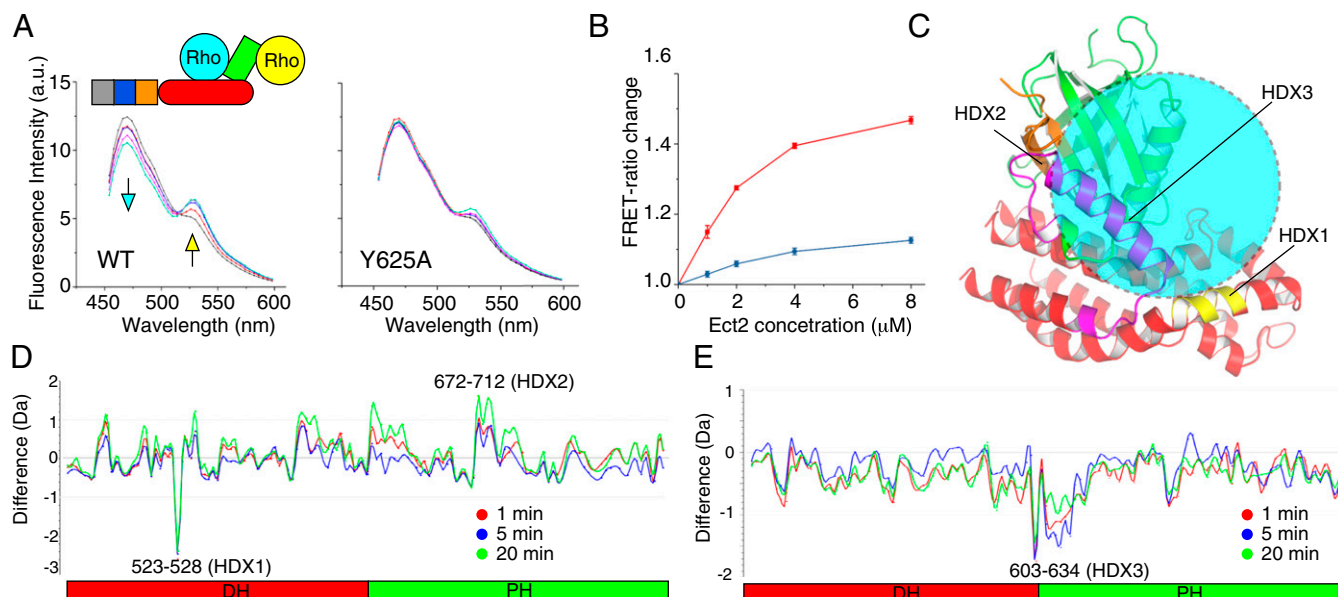 A
Rho
Rho
Fluorescence Intensity (a.u.)
15
10
5
0
WT
450 500 550 600
Wavelength (nm)
Y625A
450 500 550 600
Wavelength (nm)
B
FRET-ratio change
1.6
1.4
1.2
1.0
0 2 4 6 8
Ect2 concetration (μM)
C
HDX2
HDX3
HDX1
D
Difference (Da)
2
1
0
-1
-2
-3
672-712 (HDX2)
523-528 (HDX1)
1 min
5 min
20 min
DH
PH
E
Difference (Da)
1
0
-1
-2
603-634 (HDX3)
1 min
5 min
20 min
DH
PH